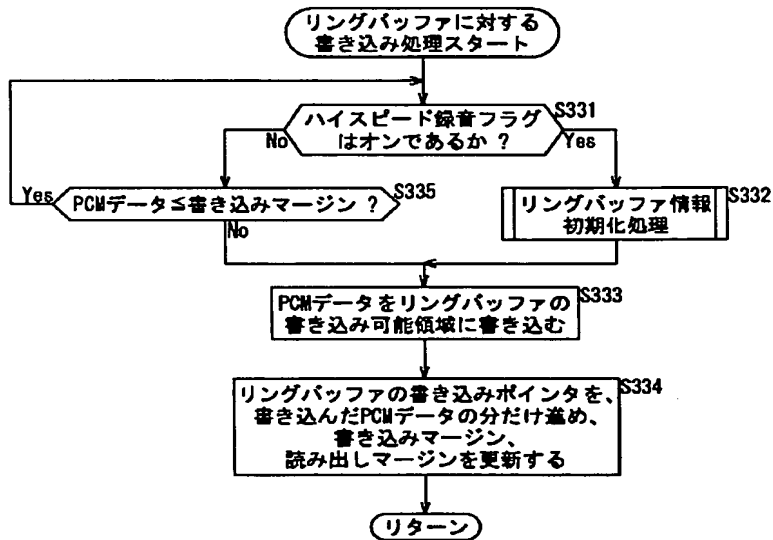 リングバッファに対する
書き込み処理スタート
S331
ハイスピード録音フラグ
はオンであるか ?
No
Yes
Yes
PCMデータ≦書き込みマージン ?
S335
No
S332
リングバッファ情報
初期化処理
S333
PCMデータをリングバッファの
書き込み可能領域に書き込む
S334
リングバッファの書き込みポインタを、
書き込んだPCMデータの分だけ進め、
書き込みマージン、
読み出しマージンを更新する
リターン